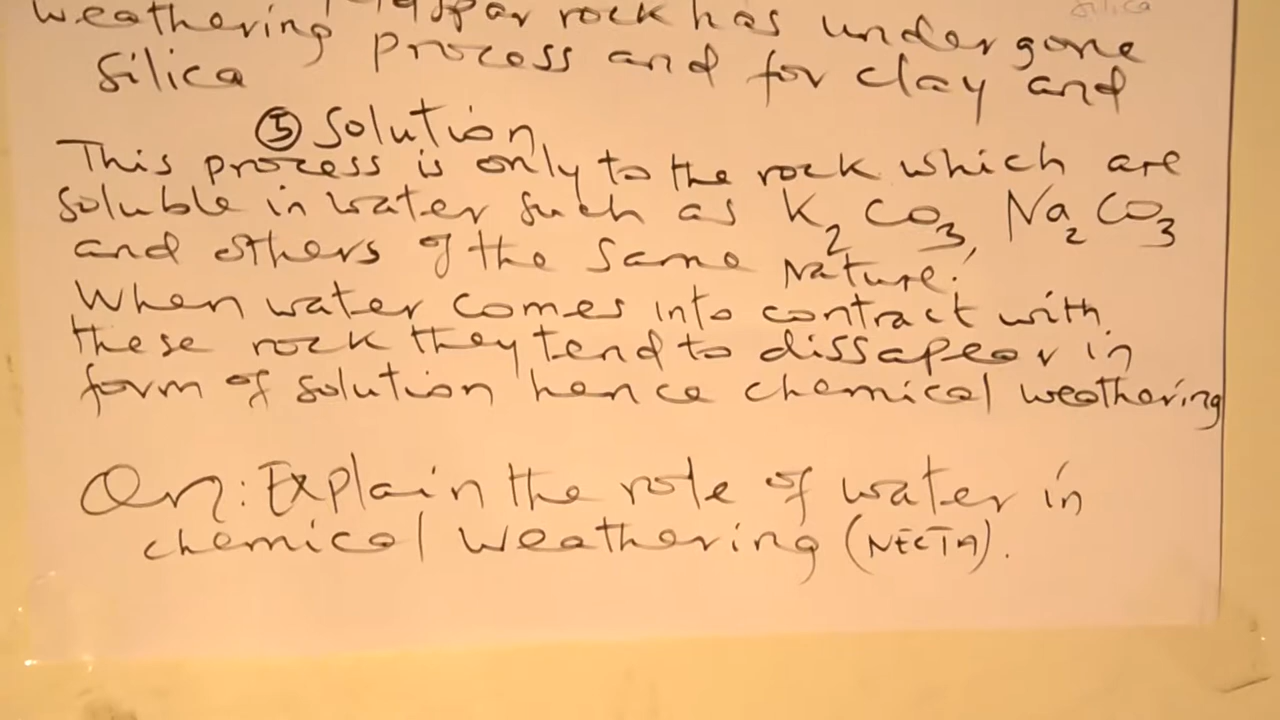 silica
weathering rock has undergone
Silica process and for clay and
⑤ Solution
This process is only to the rock which are
soluble in water such as K₂CO₃, Na₂CO₃
and others of the same Nature.
When water comes into contract with
these rock they tend to dissapear in
form of solution hence chemical weathering
Qn: Explain the role of water in
chemical weathering (NECTA).